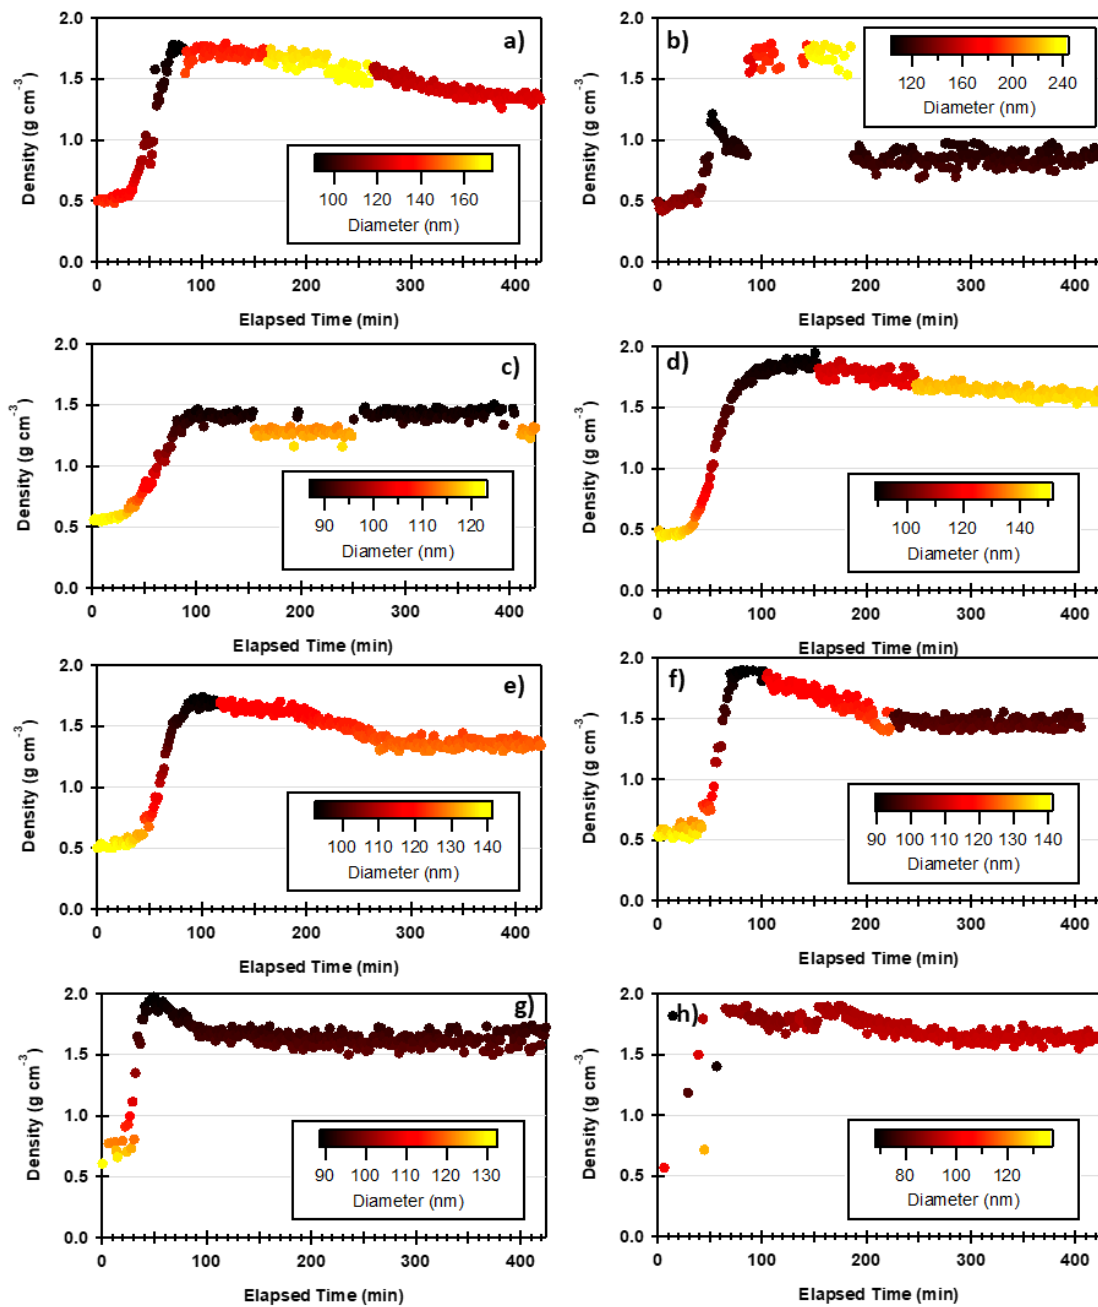 a)
2.0
1.5
1.0
0.5
0.0
Density (g cm⁻³)
100 120 140 160
Diameter (nm)
0 100 200 300 400
Elapsed Time (min)
b)
2.0
1.5
1.0
0.5
0.0
Density (g cm⁻³)
120 160 200 240
Diameter (nm)
0 100 200 300 400
Elapsed Time (min)
c)
2.0
1.5
1.0
0.5
0.0
Density (g cm⁻³)
90 100 110 120
Diameter (nm)
0 100 200 300 400
Elapsed Time (min)
d)
2.0
1.5
1.0
0.5
0.0
Density (g cm⁻³)
100 120 140
Diameter (nm)
0 100 200 300 400
Elapsed Time (min)
e)
2.0
1.5
1.0
0.5
0.0
Density (g cm⁻³)
100 110 120 130 140
Diameter (nm)
0 100 200 300 400
Elapsed Time (min)
f)
2.0
1.5
1.0
0.5
0.0
Density (g cm⁻³)
90 100 110 120 130 140
Diameter (nm)
0 100 200 300 400
Elapsed Time (min)
g)
2.0
1.5
1.0
0.5
0.0
Density (g cm⁻³)
90 100 110 120 130
Diameter (nm)
0 100 200 300 400
Elapsed Time (min)
h)
2.0
1.5
1.0
0.5
0.0
Density (g cm⁻³)
80 100 120
Diameter (nm)
0 100 200 300 400
Elapsed Time (min)